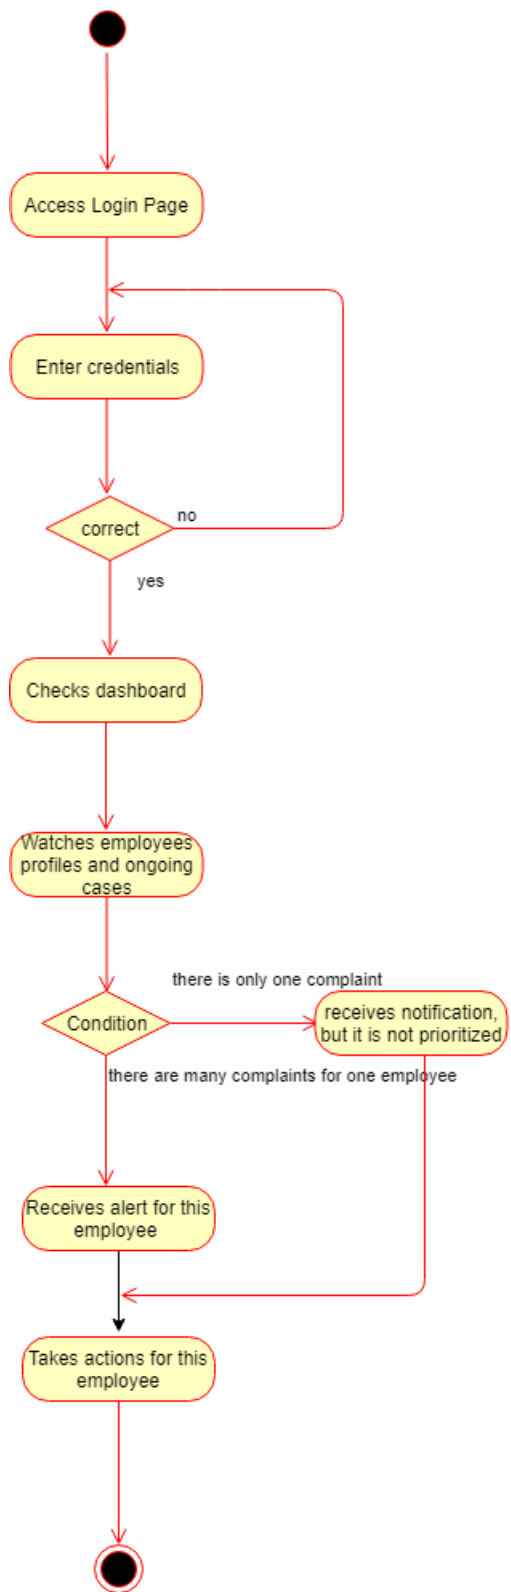 Access Login Page
Enter credentials
correct
no
yes
Checks dashboard
Watches employees
profiles and ongoing
cases
there is only one complaint
Condition
receives notification,
but it is not prioritized
there are many complaints for one employee
Receives alert for this
employee
Takes actions for this
employee